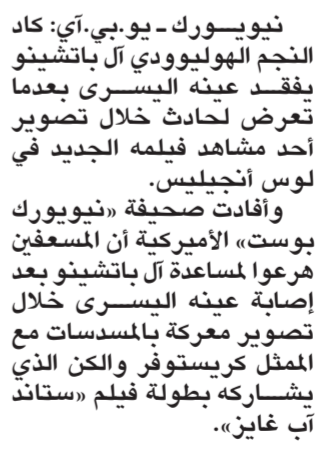 نيويورك ـ يو.بي.آي: كاد
النجم الهوليوودي آل باتشينو
يفقد عينه اليسرى بعدما
تعرض لحادث خلال تصوير
أحد مشاهد فيلمه الجديد في
لوس أنجيليس.
وأفادت صحيفة «نيويورك
بوست» الأميركية أن المسعفين
هرعوا لمساعدة آل باتشينو بعد
إصابة عينه اليسرى خلال
تصوير معركة بالمسدسات مع
الممثل كريستوفر والكن الذي
يشاركه بطولة فيلم «ستاند
آب غايز».